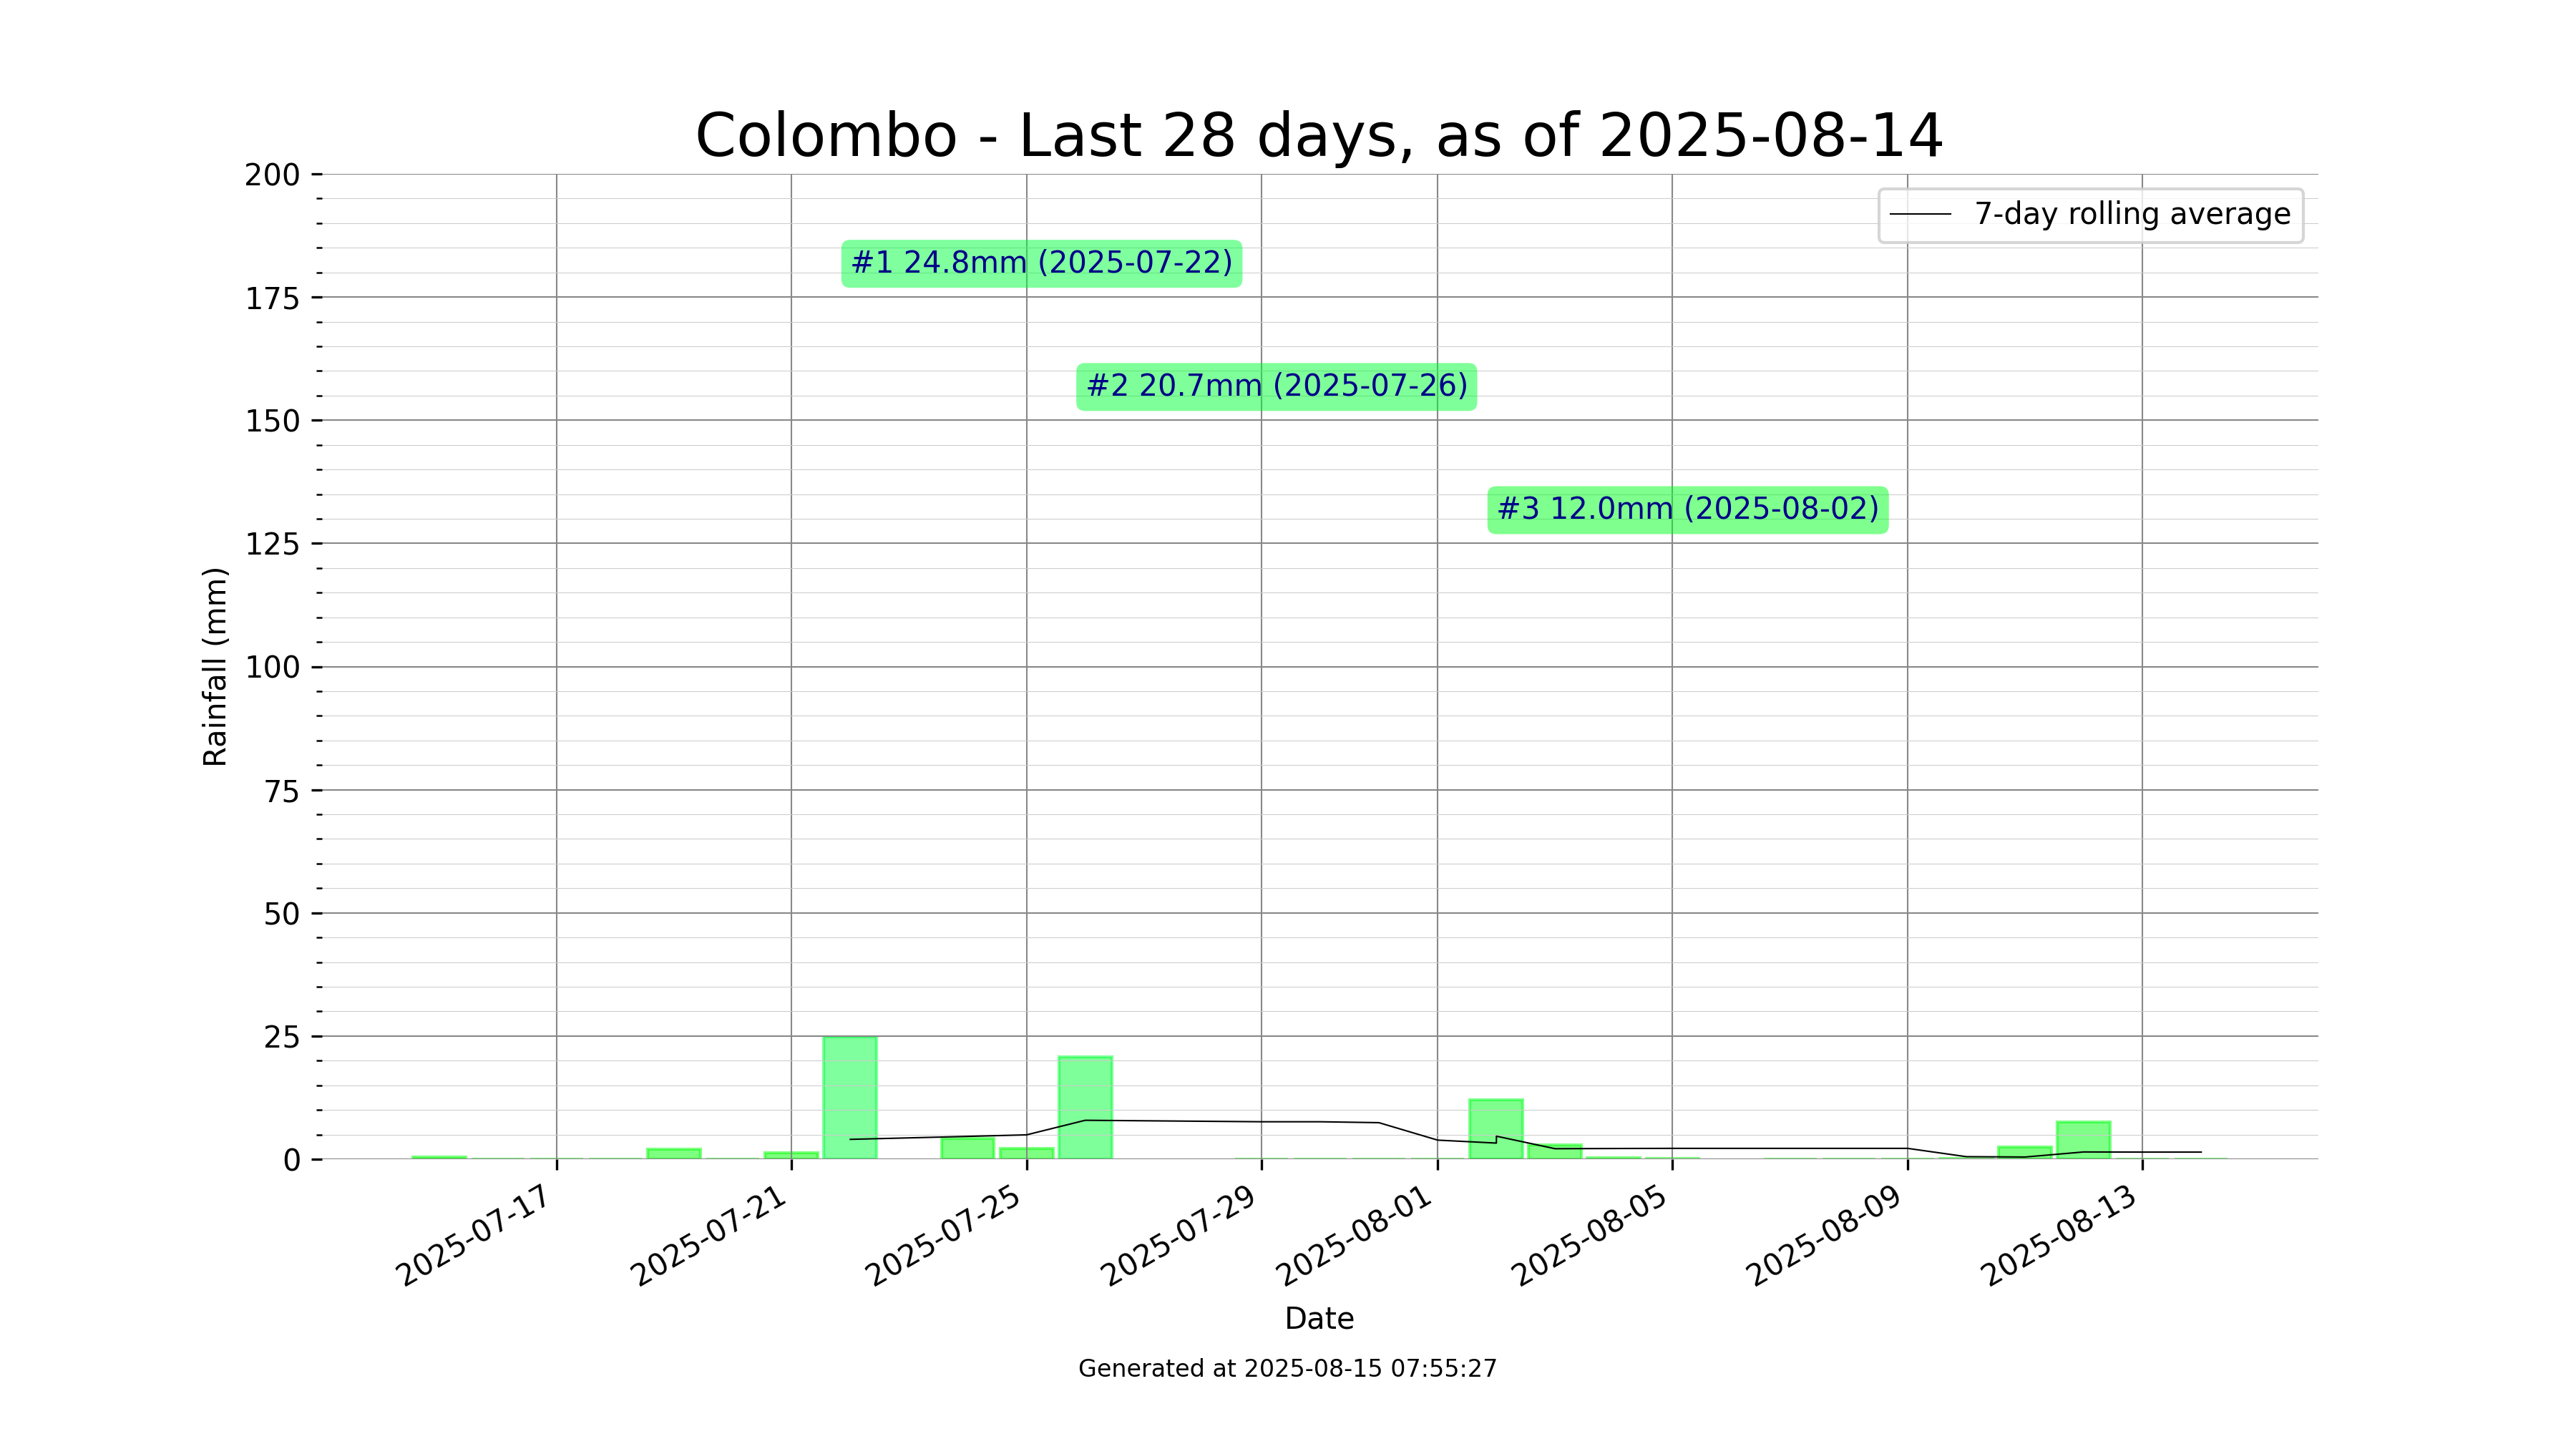 Colombo - Last 28 days, as of 2025-08-14
7-day rolling average
#1 24.8mm (2025-07-22)
#2 20.7mm (2025-07-26)
#3 12.0mm (2025-08-02)
Rainfall (mm)
200
175
150
125
100
75
50
25
0
2025-07-17
2025-07-21
2025-07-25
2025-07-29
2025-08-01
2025-08-05
2025-08-09
2025-08-13
Date
Generated at 2025-08-15 07:55:27